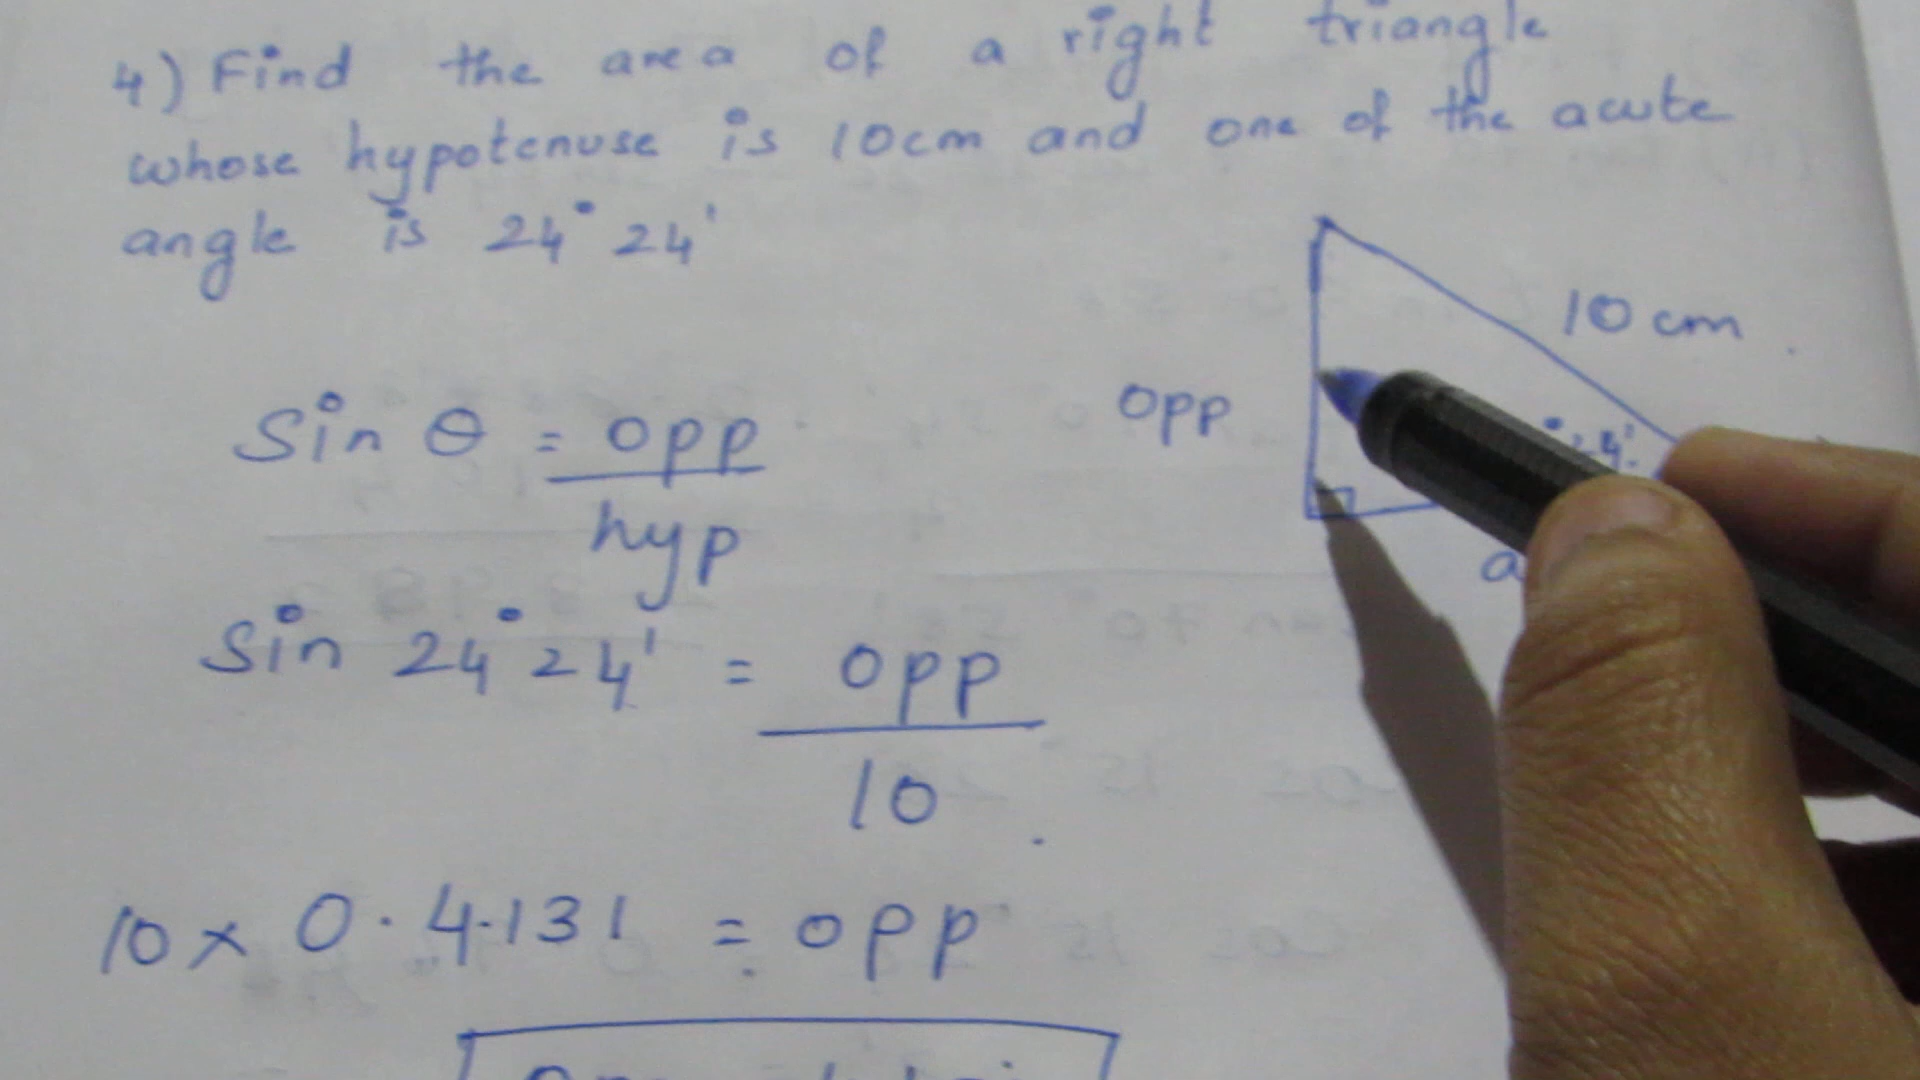 4) Find the area of a right triangle
whose hypotenuse is 10cm and one of the acute
angle is 24° 24'
10 cm
Opp
Sin θ = opp
hyp
Sin 24° 24' = opp
10
10 x 0.4131 = opp